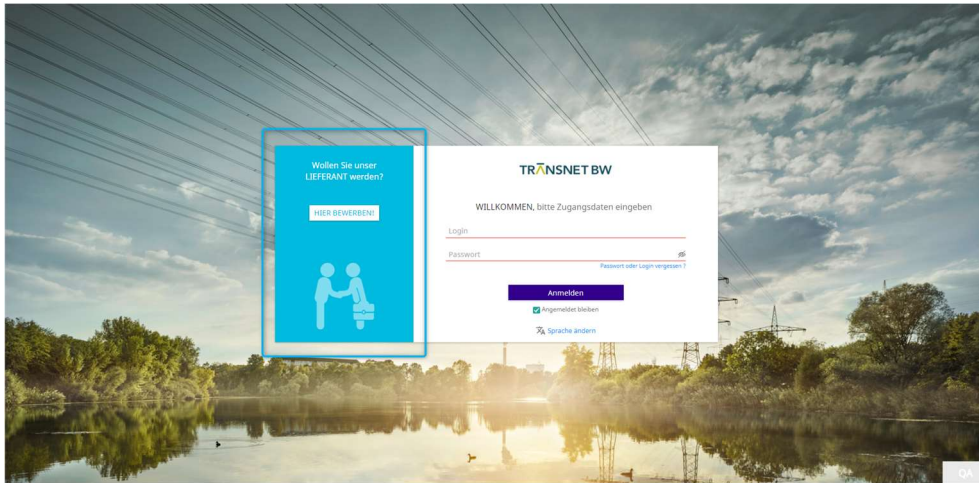 Wollen Sie unser
LIEFERANT werden?
HIER BEWERBEN!
TRANSNET BW
WILLKOMMEN, bitte Zugangsdaten eingeben
Login
Passwort
Passwort oder Login vergessen ?
Anmelden
Angemeldet bleiben
Sprache ändern
QA